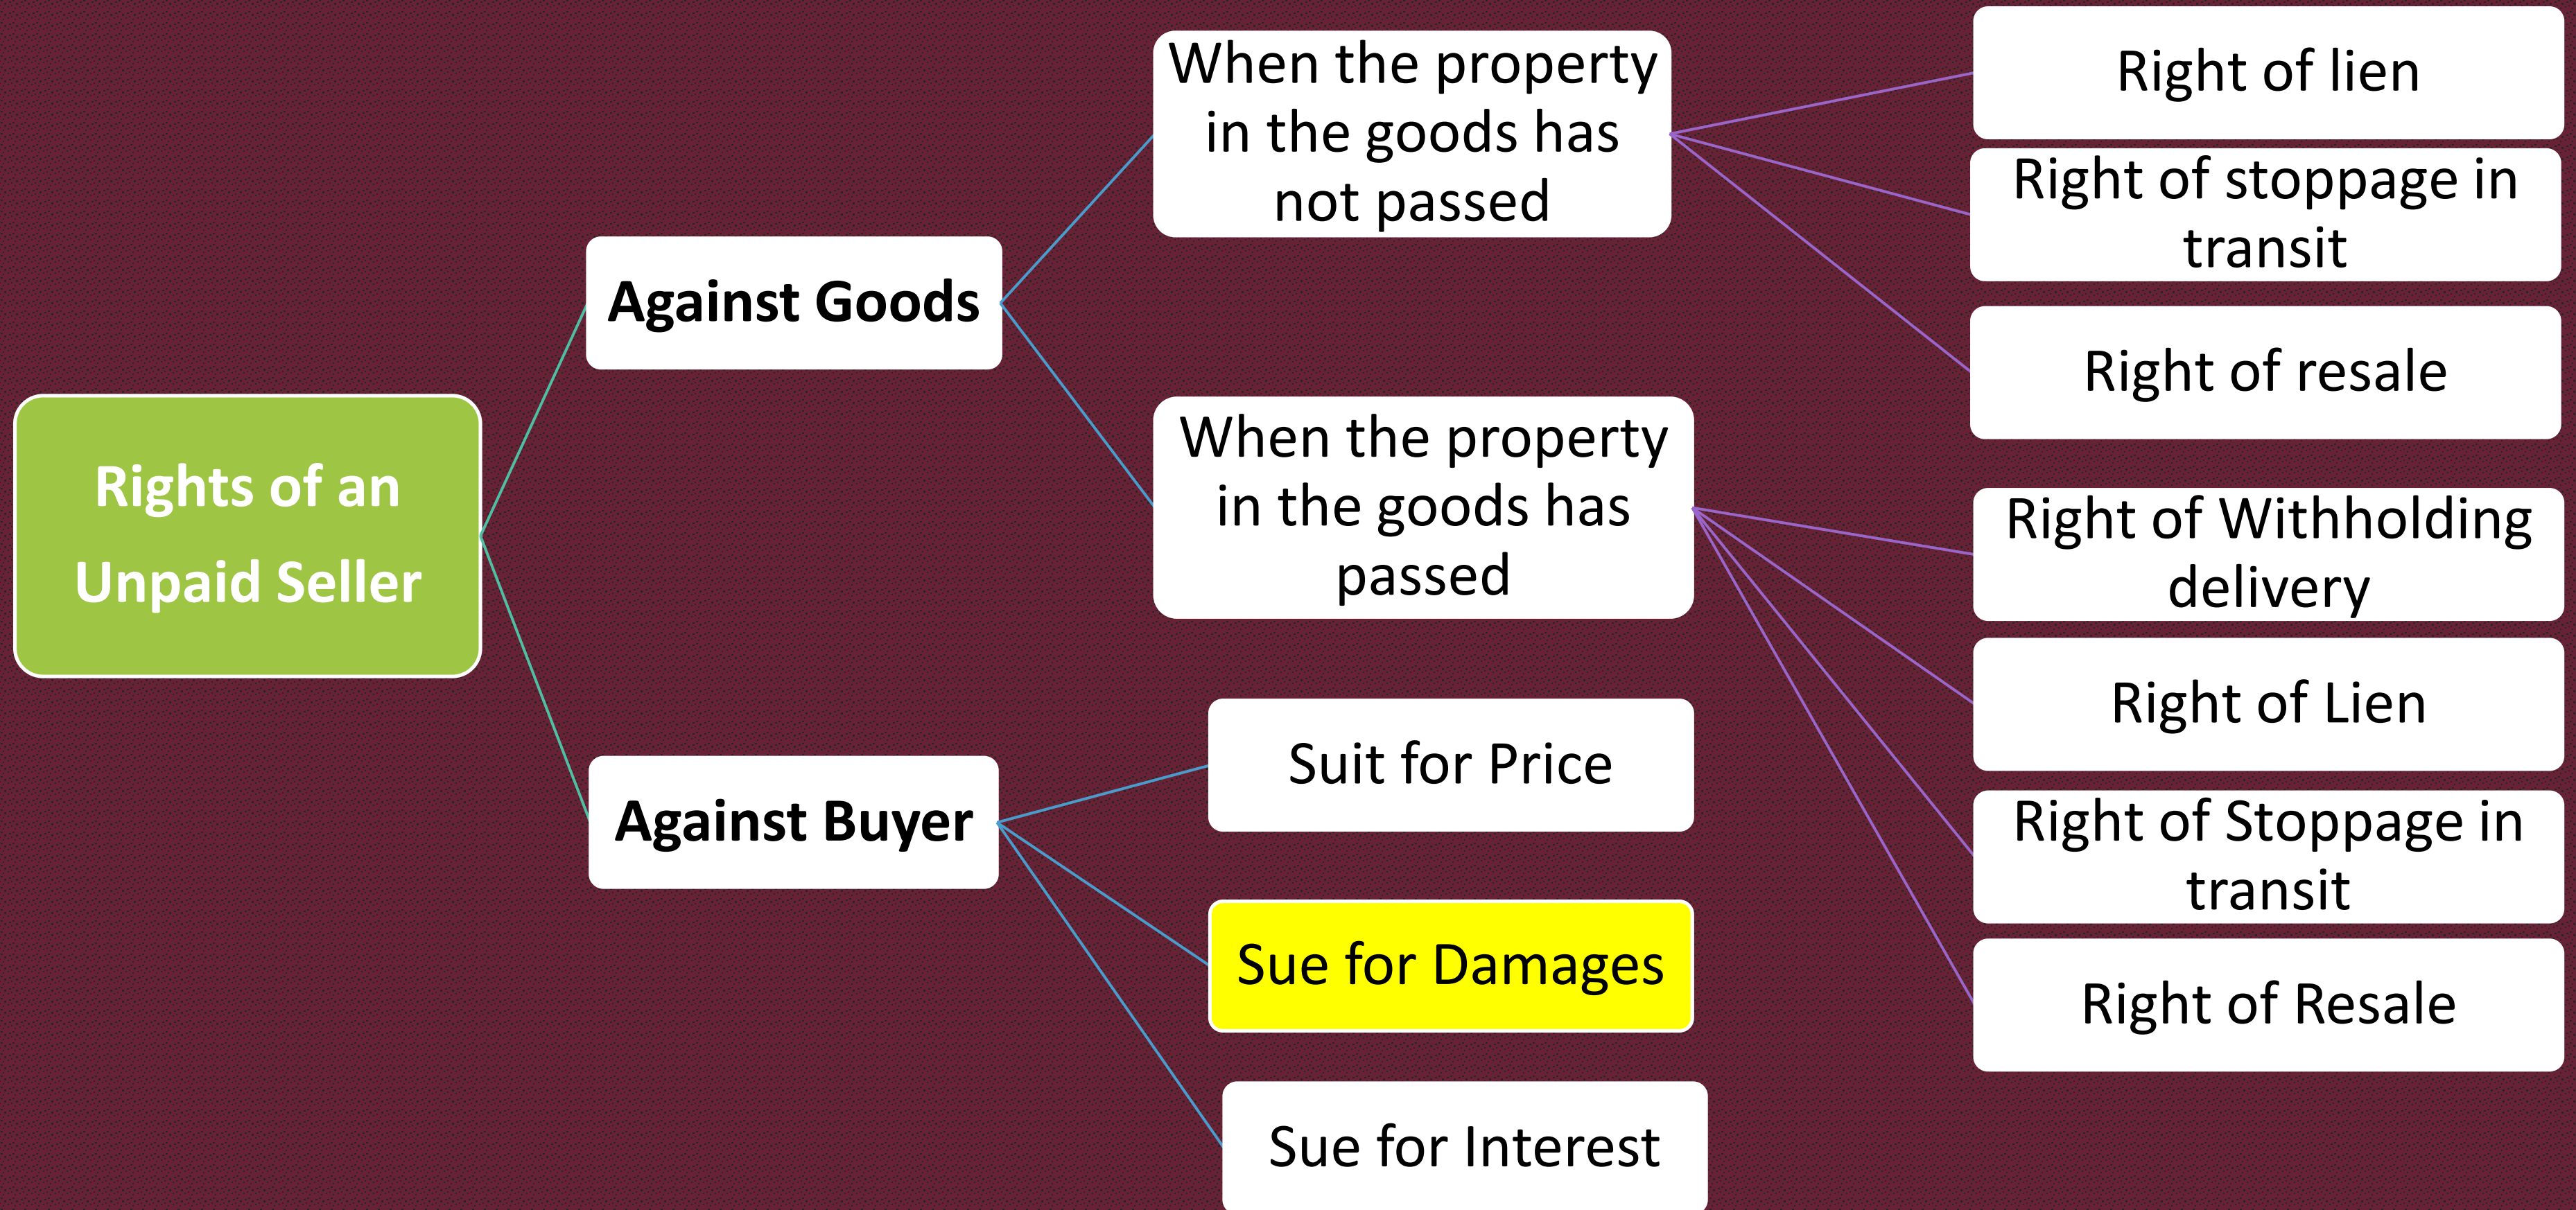 Rights of an
Unpaid Seller
Against Goods
When the property
in the goods has
not passed
Right of lien
Right of stoppage in
transit
Right of resale
When the property
in the goods has
passed
Right of Withholding
delivery
Right of Lien
Right of Stoppage in
transit
Right of Resale
Against Buyer
Suit for Price
Sue for Damages
Sue for Interest